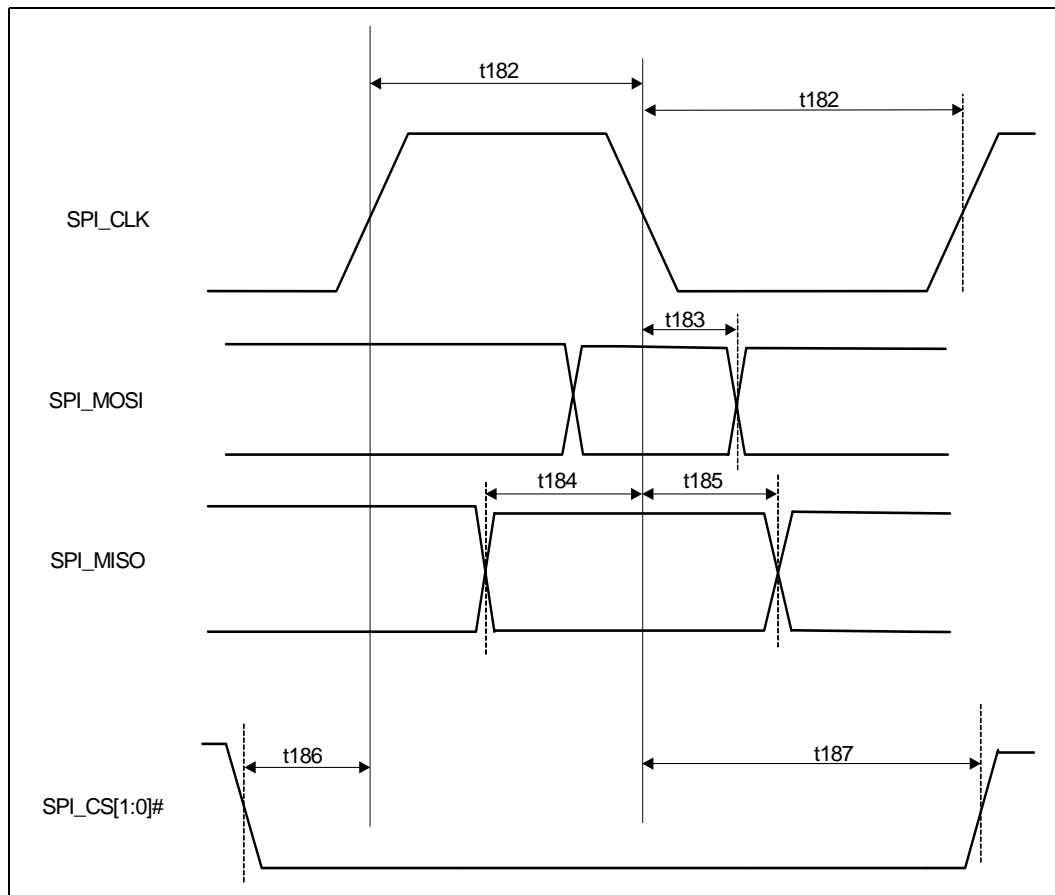 t182
t182
SPI_CLK
t183
SPI_MOSI
t184
t185
SPI_MISO
t186
t187
SPI_CS[1:0]#